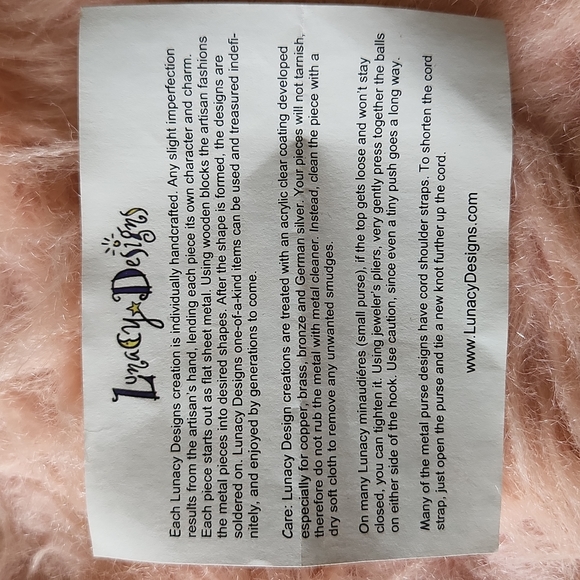 Lunacy Designs
Each Lunacy Designs creation is individually handcrafted. Any slight imperfection
results from the artisan's hand, lending each piece its own character and charm.
Each piece starts out as flat sheet metal. Using wooden blocks the artisan fashions
the metal pieces into desired shapes. After the shape is formed, the designs are
soldered on. Lunacy Designs one-of-a-kind items can be used and treasured indefi-
nitely, and enjoyed by generations to come.
Care: Lunacy Design creations are treated with an acrylic clear coating developed
especially for copper, brass, bronze and German silver. Your pieces will not tarnish,
therefore do not rub the metal with metal cleaner. Instead, clean the piece with a
dry soft cloth to remove any unwanted smudges.
On many Lunacy minaudiéres (small purse), if the top gets loose and won't stay
closed, you can tighten it. Using jeweler's pliers, very gently press together the balls
on either side of the hook. Use caution, since even a tiny push goes a long way.
Many of the metal purse designs have cord shoulder straps. To shorten the cord
strap, just open the purse and tie a new knot further up the cord.
www.LunacyDesigns.com